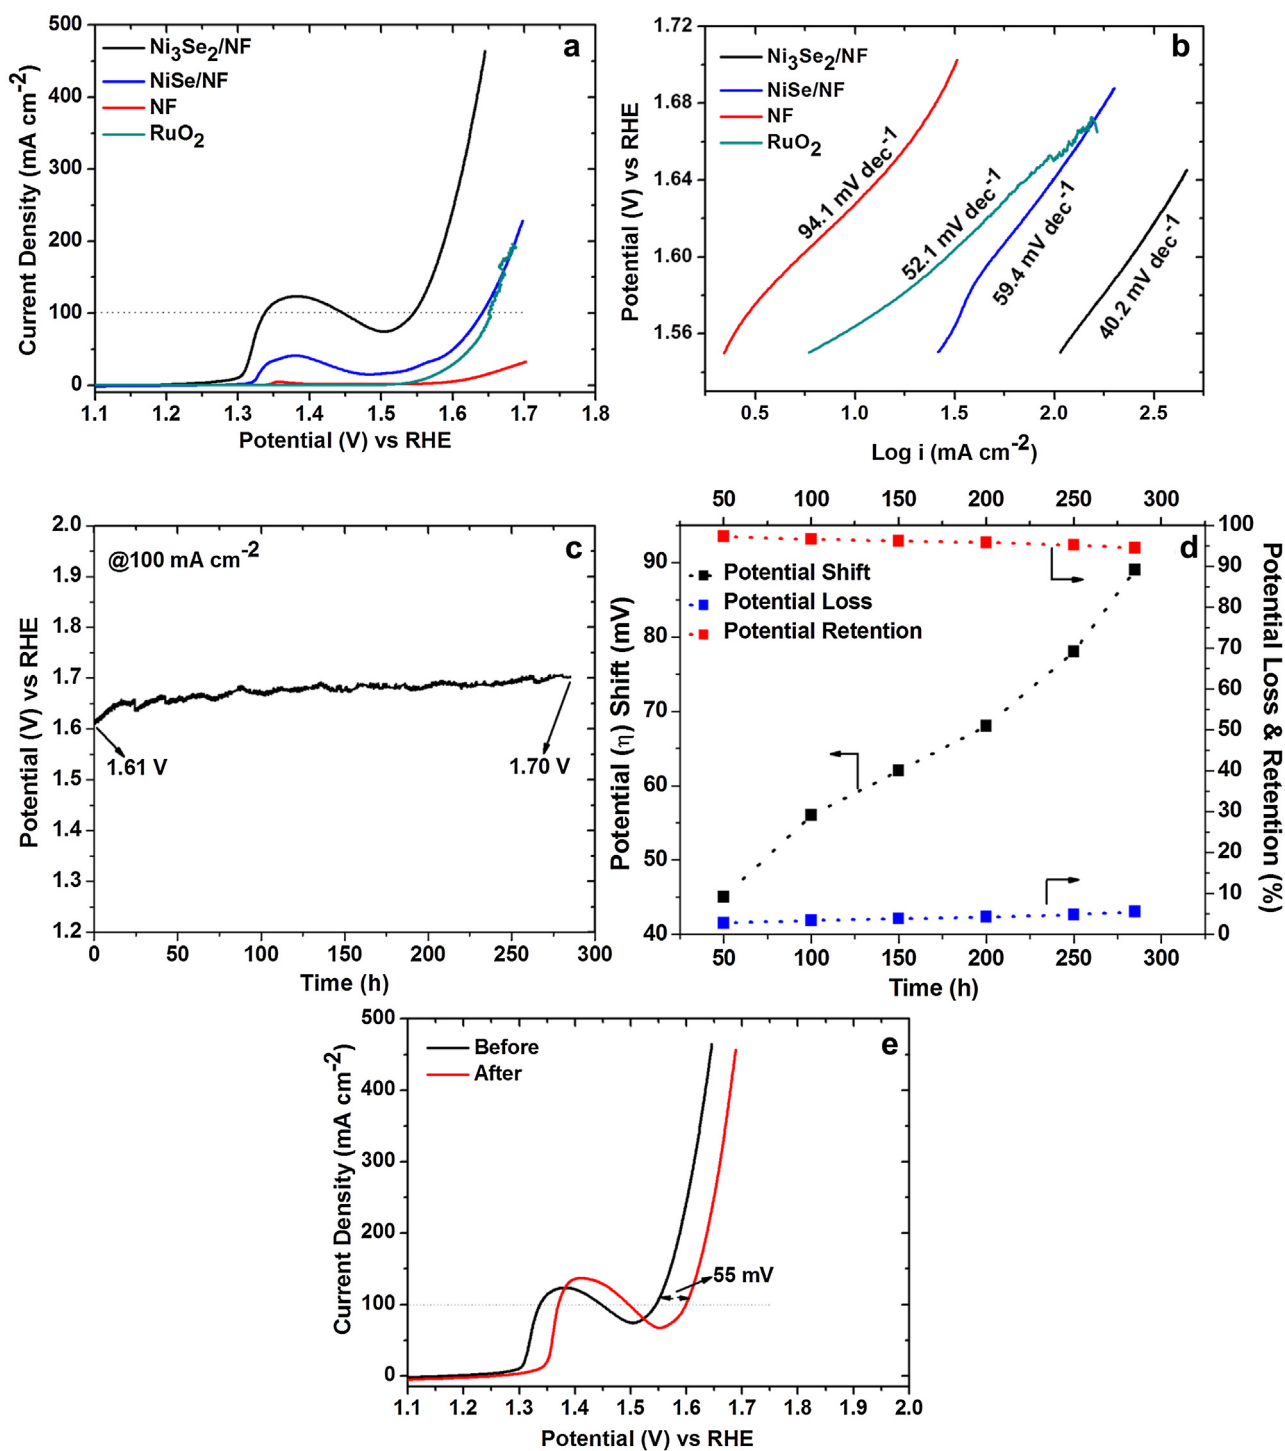 a
Ni₃Se₂/NF
NiSe/NF
NF
RuO₂
500
400
300
200
100
0
1.1 1.2 1.3 1.4 1.5 1.6 1.7 1.8
Current Density (mA cm⁻²)
Potential (V) vs RHE
b
Ni₃Se₂/NF
NiSe/NF
NF
RuO₂
94.1 mV dec⁻¹
52.1 mV dec⁻¹
59.4 mV dec⁻¹
40.2 mV dec⁻¹
1.72
1.68
1.64
1.60
1.56
0.5 1.0 1.5 2.0 2.5
Potential (V) vs RHE
Log i (mA cm⁻²)
c
@100 mA cm⁻²
2.0
1.9
1.8
1.7
1.6
1.5
1.4
1.3
1.2
1.61 V
1.70 V
0 50 100 150 200 250 300
Potential (V) vs RHE
Time (h)
50 100 150 200 250 300
d
Potential Shift
Potential Loss
Potential Retention
90
80
70
60
50
40
100
90
80
70
60
50
40
30
20
10
0
50 100 150 200 250 300
Potential (η) Shift (mV)
Potential Loss & Retention (%)
Time (h)
e
Before
After
500
400
300
200
100
0
55 mV
1.1 1.2 1.3 1.4 1.5 1.6 1.7 1.8 1.9 2.0
Current Density (mA cm⁻²)
Potential (V) vs RHE